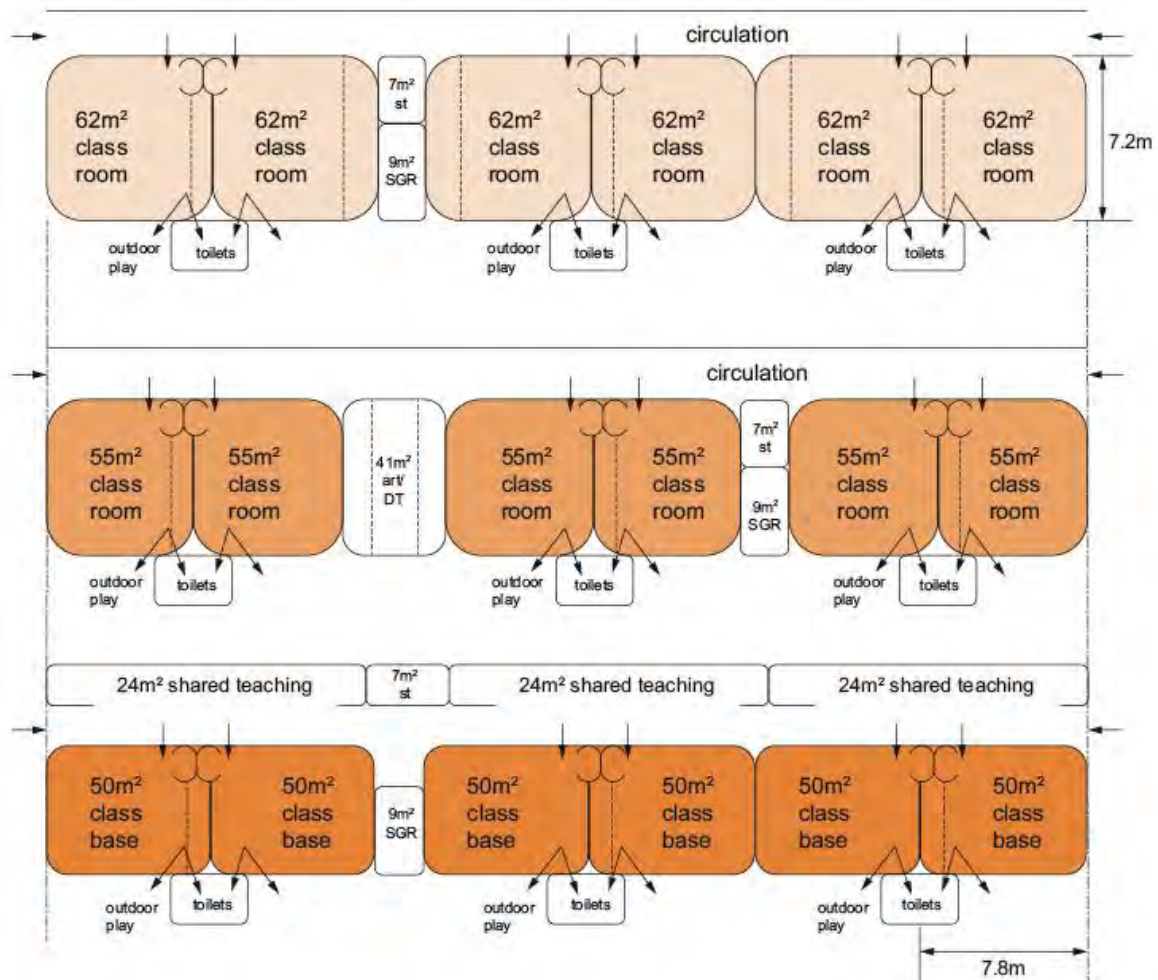 circulation
7m²
st
62m²
class
room
62m²
class
room
62m²
class
room
62m²
class
room
62m²
class
room
62m²
class
room
7.2m
9m²
SGR
outdoor
play
toilets
outdoor
play
toilets
outdoor
play
toilets
circulation
7m²
st
55m²
class
room
55m²
class
room
41m²
art/
DT
55m²
class
room
55m²
class
room
55m²
class
room
55m²
class
room
9m²
SGR
outdoor
play
toilets
outdoor
play
toilets
outdoor
play
toilets
24m² shared teaching
7m²
st
24m² shared teaching
24m² shared teaching
50m²
class
base
50m²
class
base
9m²
SGR
50m²
class
base
50m²
class
base
50m²
class
base
50m²
class
base
outdoor
play
toilets
outdoor
play
toilets
outdoor
play
toilets
7.8m